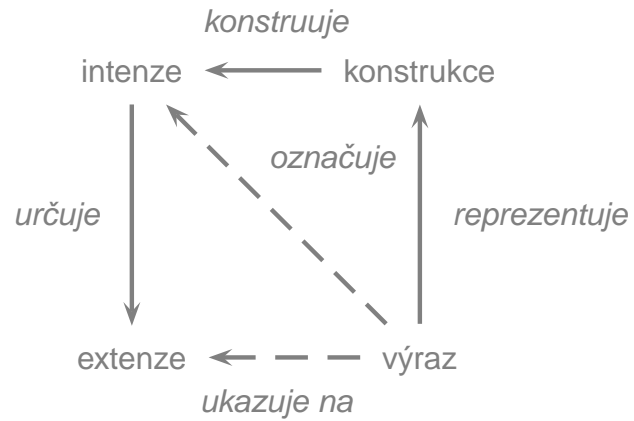 konstruuje
intenze
konstrukce
označuje
určuje
reprezentuje
extenze
výraz
ukazuje na